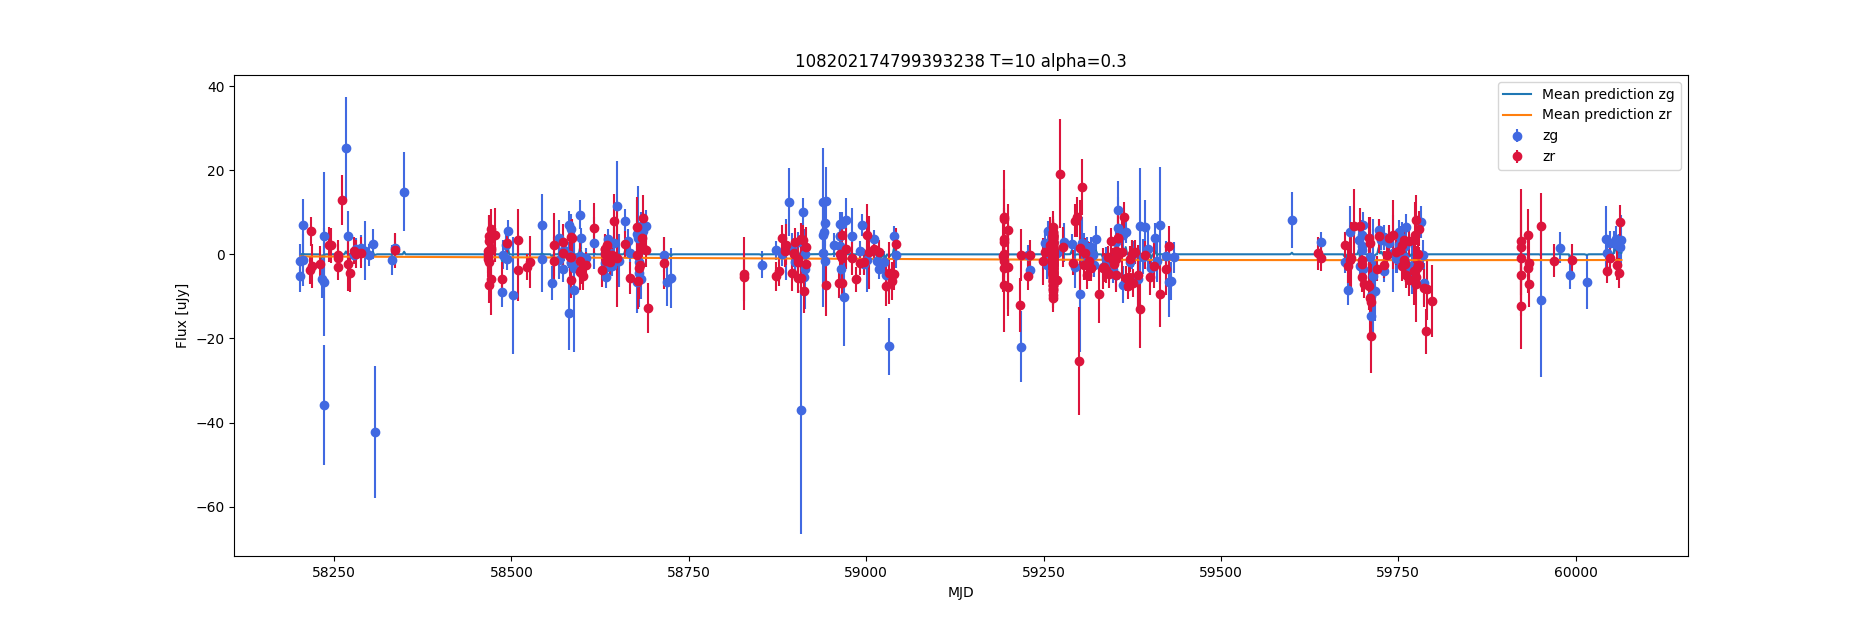 108202174799393238 T=10 alpha=0.3
Mean prediction zg
Mean prediction zr
zg
zr
Flux [uJy]
40
20
0
−20
−40
−60
58250 58500 58750 59000 59250 59500 59750 60000
MJD